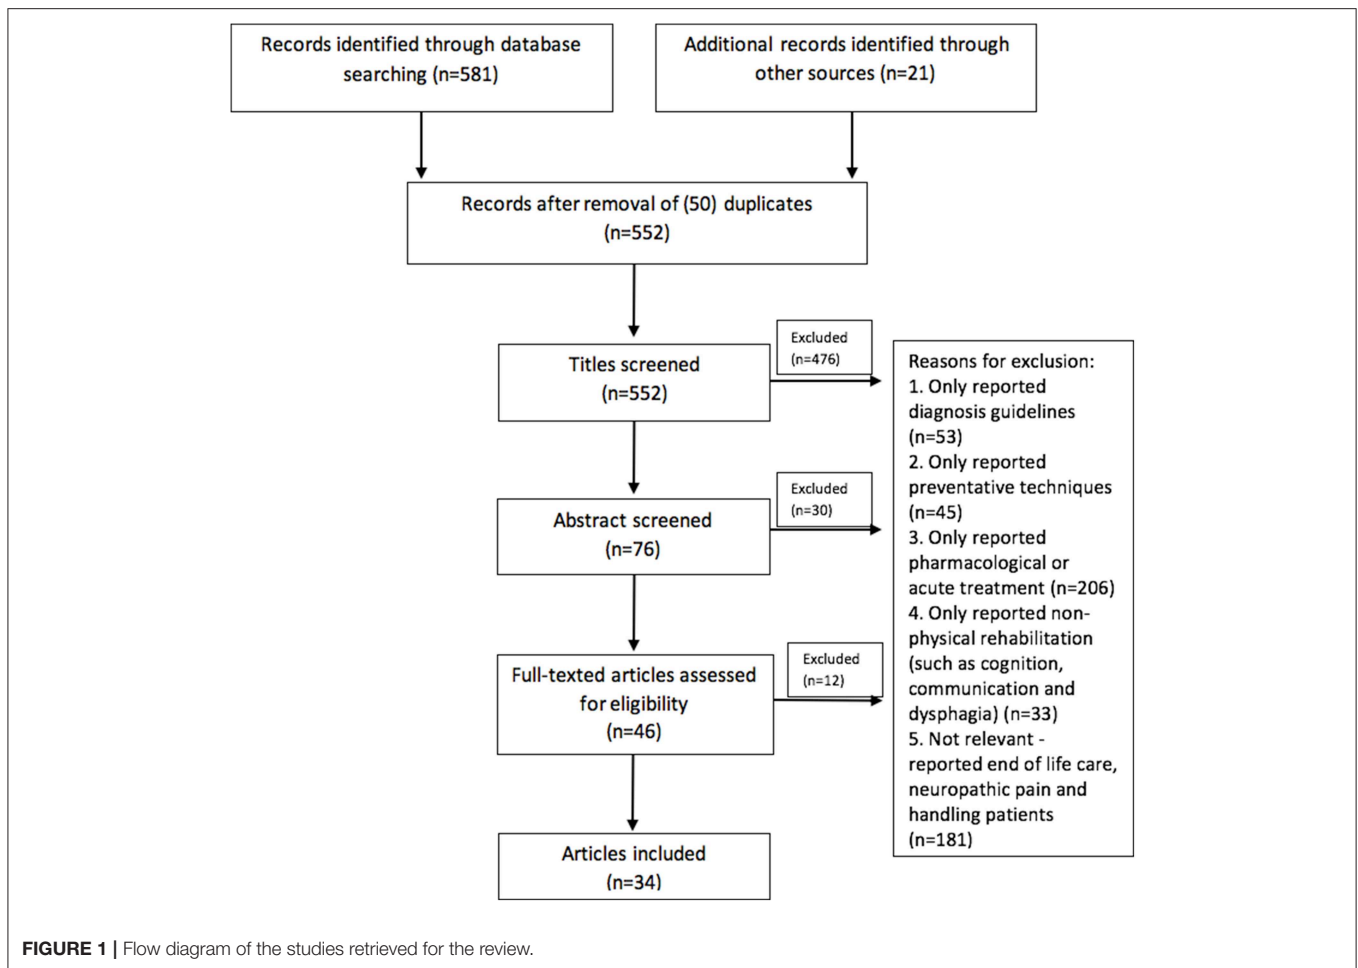 Records identified through database
searching (n=581)
Additional records identified through
other sources (n=21)
Records after removal of (50) duplicates
(n=552)
Titles screened
(n=552)
Excluded
(n=476)
Abstract screened
(n=76)
Excluded
(n=30)
Full-texted articles assessed
for eligibility
(n=46)
Excluded
(n=12)
Articles included
(n=34)
Reasons for exclusion:
1. Only reported
diagnosis guidelines
(n=53)
2. Only reported
preventative techniques
(n=45)
3. Only reported
pharmacological or
acute treatment (n=206)
4. Only reported non-
physical rehabilitation
(such as cognition,
communication and
dysphagia) (n=33)
5. Not relevant -
reported end of life care,
neuropathic pain and
handling patients
(n=181)
FIGURE 1 | Flow diagram of the studies retrieved for the review.